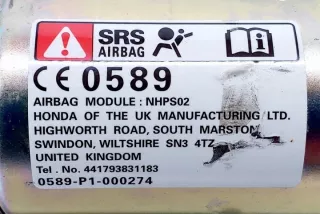 SRS
AIRBAG
CE 0589
AIRBAG MODULE : NHPS02
HONDA OF THE UK MANUFACTURING LTD.
HIGHWORTH ROAD, SOUTH MARSTON,
SWINDON, WILTSHIRE SN3 4TZ
UNITED KINGDOM
Tel . No. 441793831183
0589-P1-000274